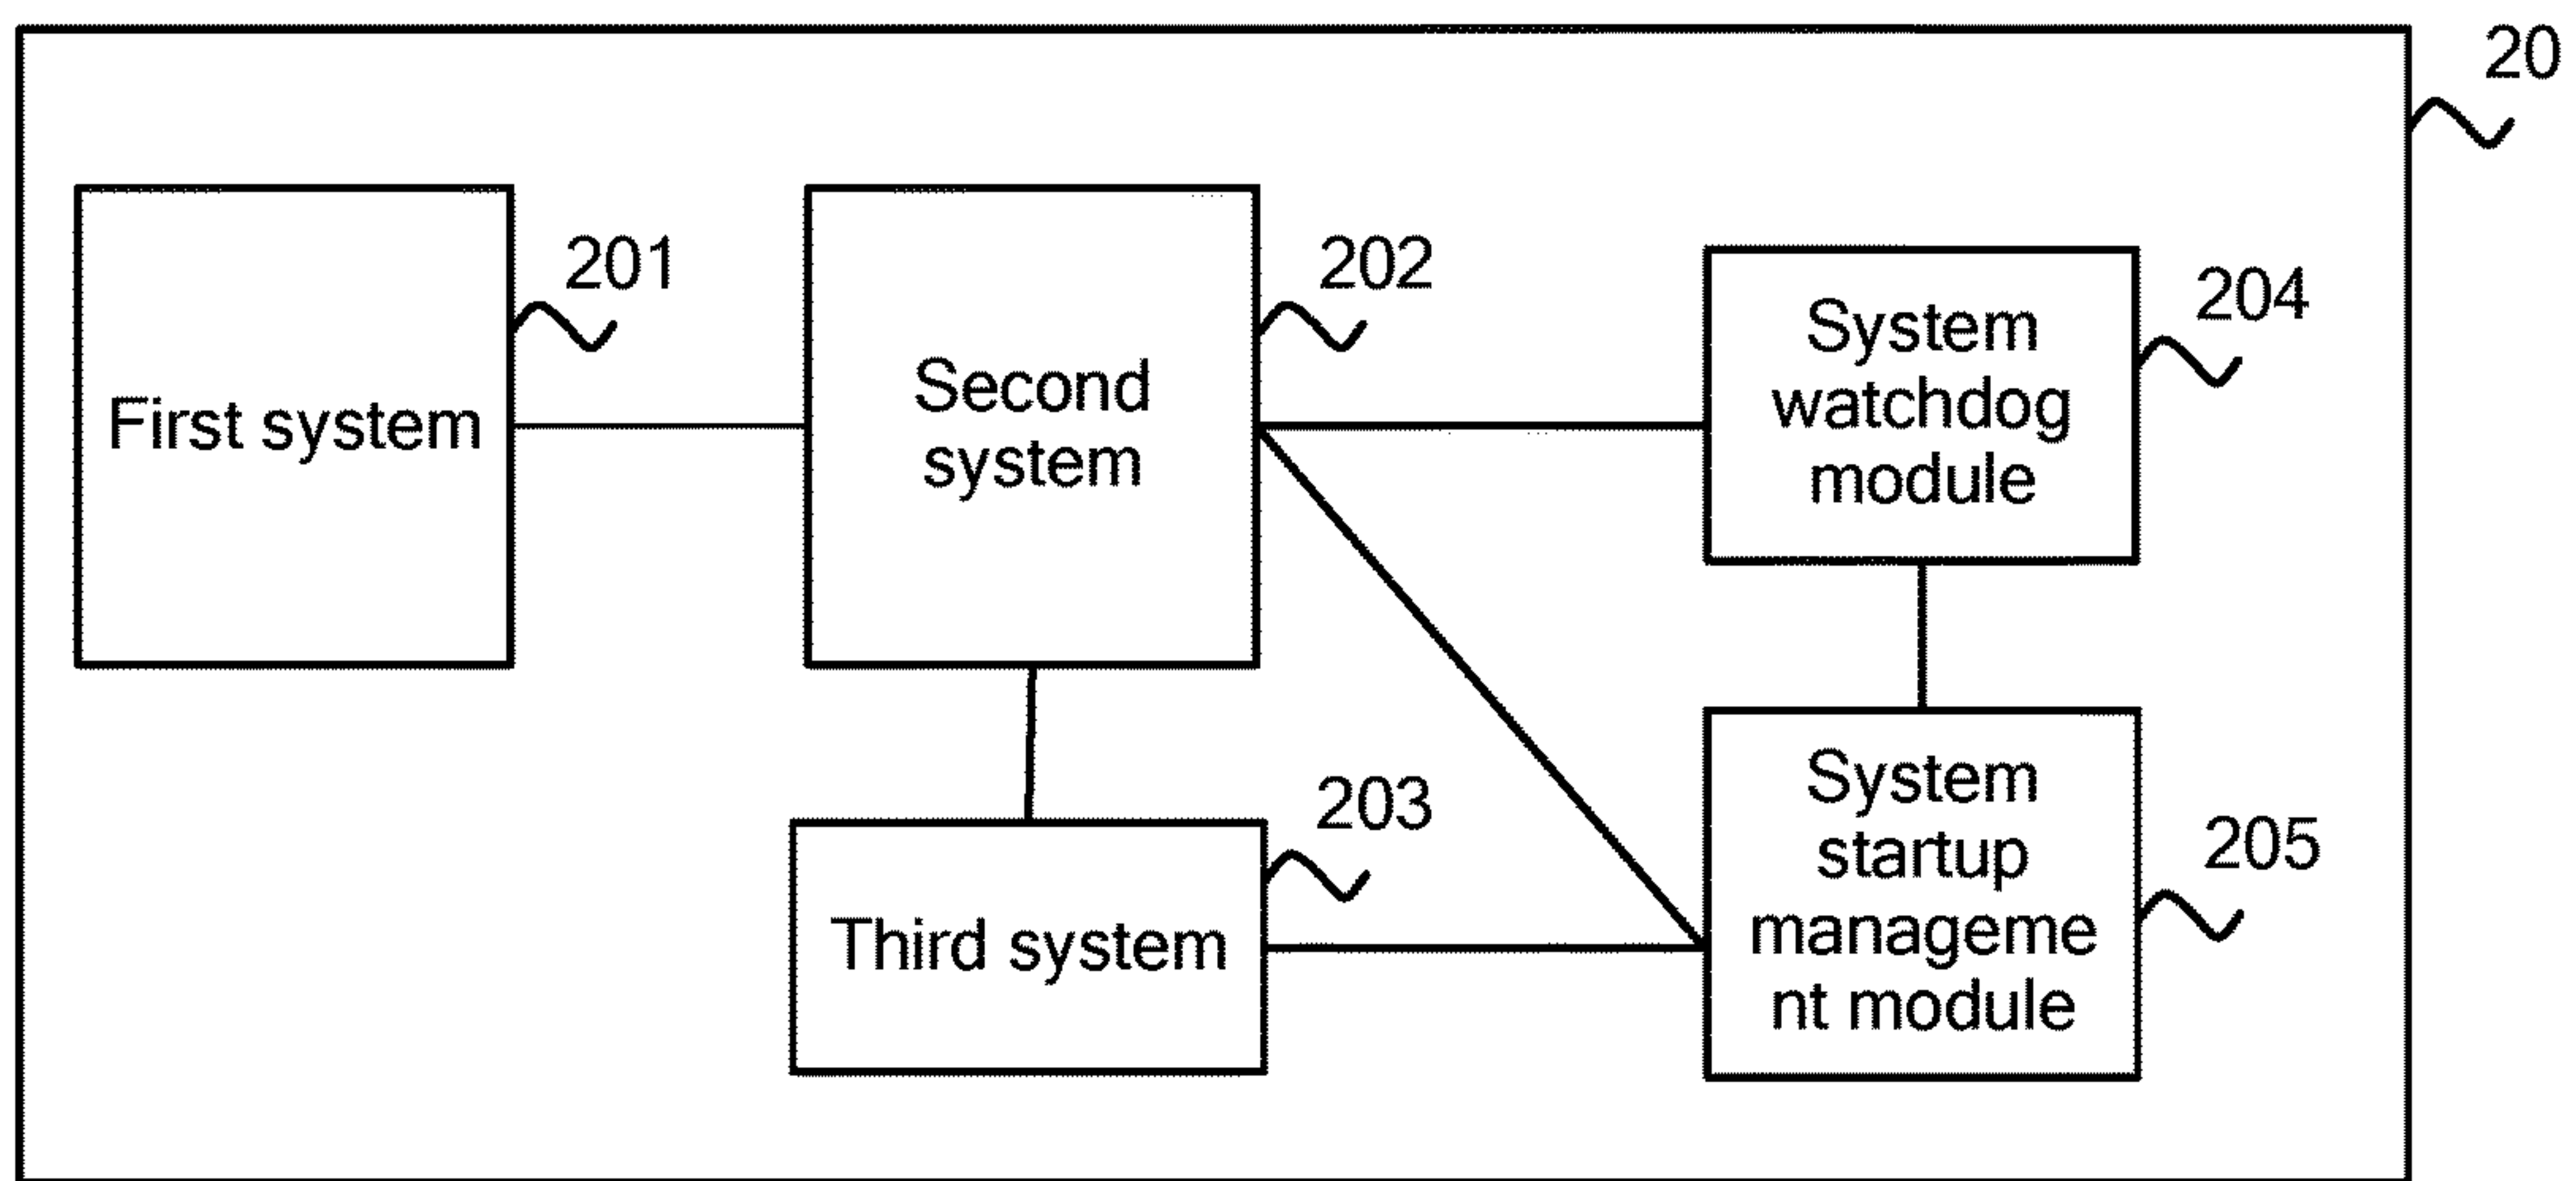 20
201
First system
202
Second
system
204
System
watchdog
module
203
Third system
205
System
startup
manageme
nt module